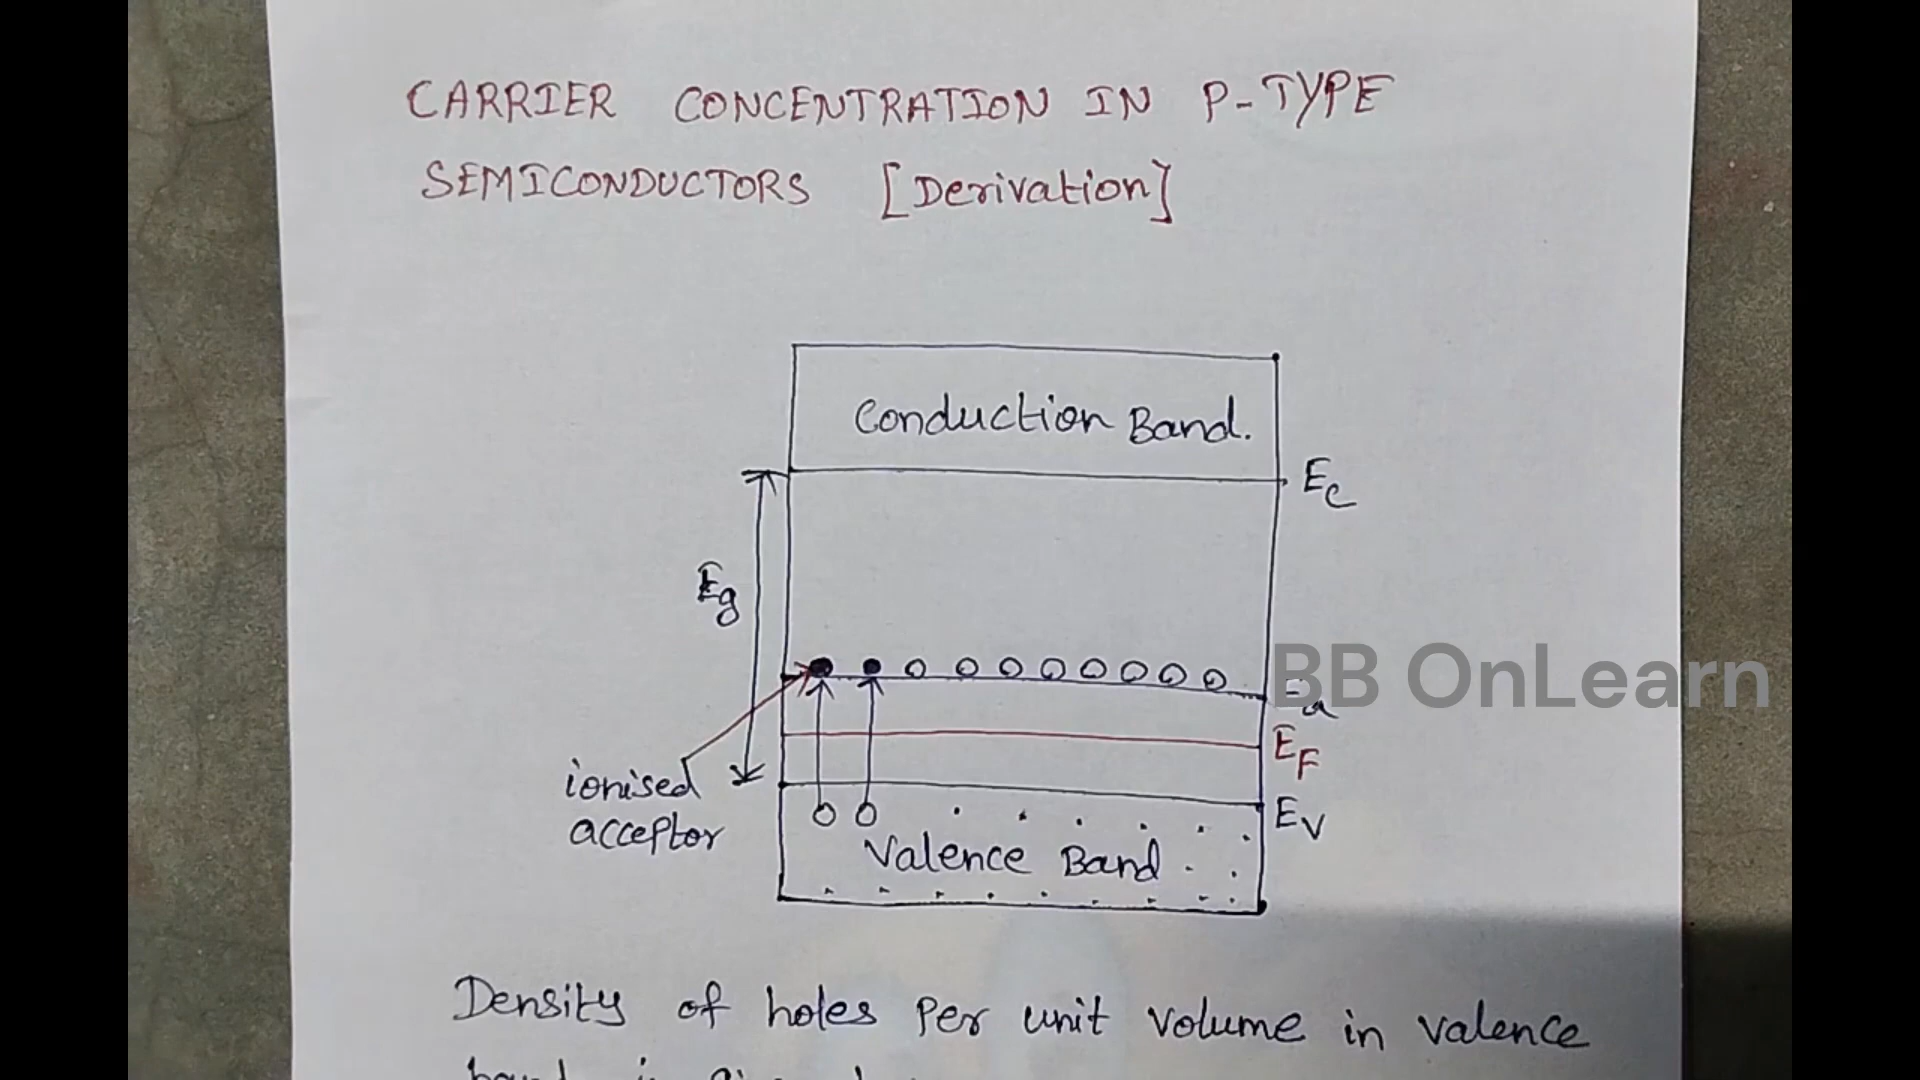 CARRIER CONCENTRATION IN P-TYPE
SEMICONDUCTORS [Derivation]
Conduction Band.
Ec
Eg
BB OnLearn
EF
ionised
acceptor
EV
Valence Band
Density of holes per unit volume in valence